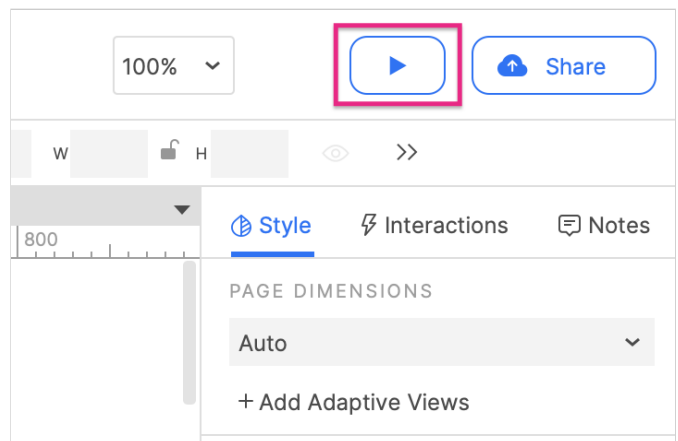 100%
Share
W
H
800
Style
Interactions
Notes
PAGE DIMENSIONS
Auto
+ Add Adaptive Views